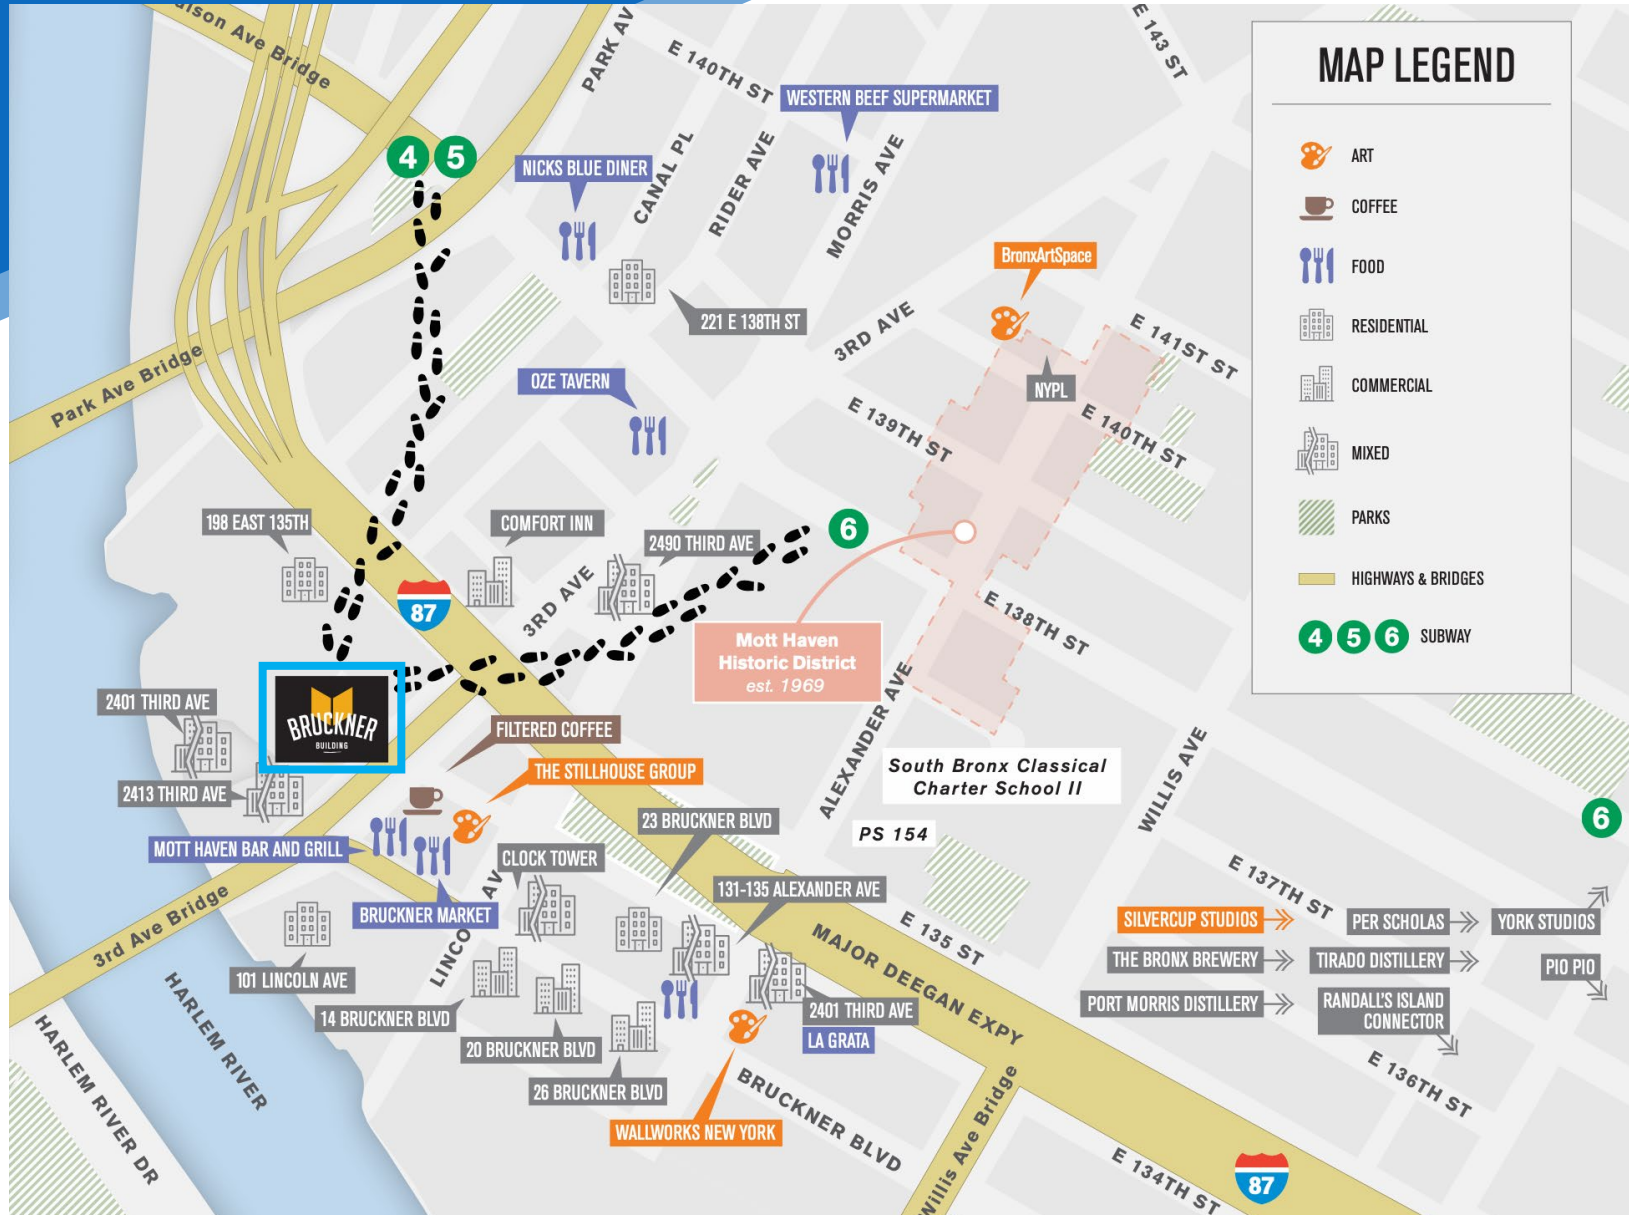 dison Ave Bridge
PARK AV
E 140TH ST
E 143 ST
WESTERN BEEF SUPERMARKET
4 5
NICKS BLUE DINER
CANAL PL
RIDER AVE
MORRIS AVE
BronxArtSpace
221 E 138TH ST
3RD AVE
E 141ST ST
Park Ave Bridge
OZE TAVERN
NYPL
E 139TH ST
E 140TH ST
198 EAST 135TH
COMFORT INN
2490 THIRD AVE
6
87
3RD AVE
E 138TH ST
Mott Haven
Historic District
est. 1969
2401 THIRD AVE
BRUCKNER
BUILDING
FILTERED COFFEE
ALEXANDER AVE
THE STILLHOUSE GROUP
South Bronx Classical
Charter School II
WILLIS AVE
2413 THIRD AVE
23 BRUCKNER BLVD
PS 154
6
MOTT HAVEN BAR AND GRILL
CLOCK TOWER
131-135 ALEXANDER AVE
E 137TH ST
BRUCKNER MARKET
LINCO
AV
3rd Ave Bridge
E 135 ST
MAJOR DEEGAN EXPY
SILVERCUP STUDIOS
PER SCHOLAS
YORK STUDIOS
THE BRONX BREWERY
TIRADO DISTILLERY
PIO PIO
PORT MORRIS DISTILLERY
RANDALL'S ISLAND
CONNECTOR
101 LINCOLN AVE
14 BRUCKNER BLVD
2401 THIRD AVE
LA GRATA
20 BRUCKNER BLVD
26 BRUCKNER BLVD
HARLEM RIVER
HARLEM RIVER DR
WALLWORKS NEW YORK
BRUCKNER BLVD
Willis Ave Bridge
E 136TH ST
E 134TH ST
87
MAP LEGEND
ART
COFFEE
FOOD
RESIDENTIAL
COMMERCIAL
MIXED
PARKS
HIGHWAYS & BRIDGES
4 5 6 SUBWAY